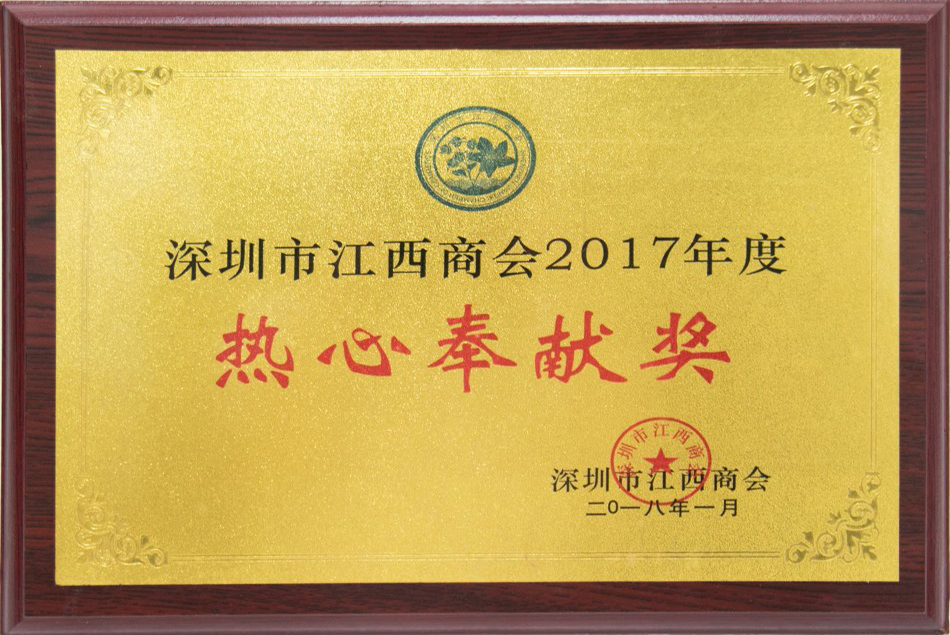 深圳市江西商会2017年度
热心奉献奖
深圳市江西商会
深圳市江西商会
二0一八年一月